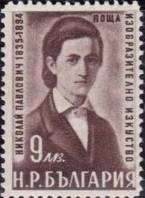 ПОЩА
НИКОЛАЙ ПАВЛОВИЧ 1835-1894
ИЗОБРАЗИТЕЛНО ИЗКУСТВО
9 ЛВ.
Н.Р.БЪЛГАРИЯ